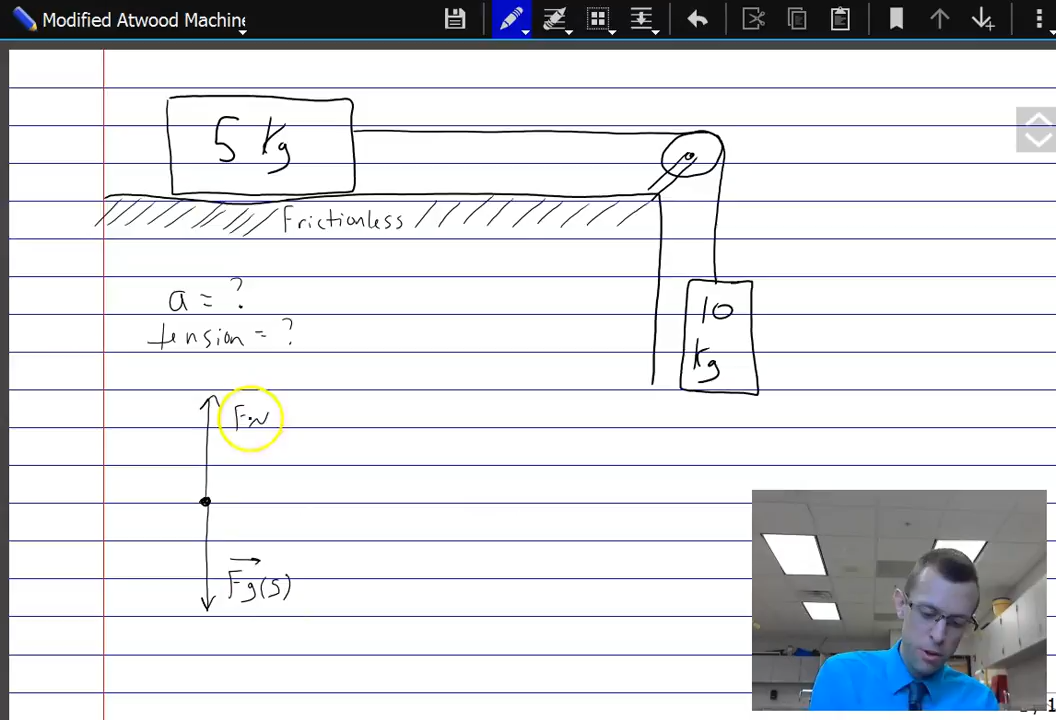 Modified Atwood Machine
5 kg
Frictionless
10
kg
a = ?
tension = ?
FN
Fg(5)